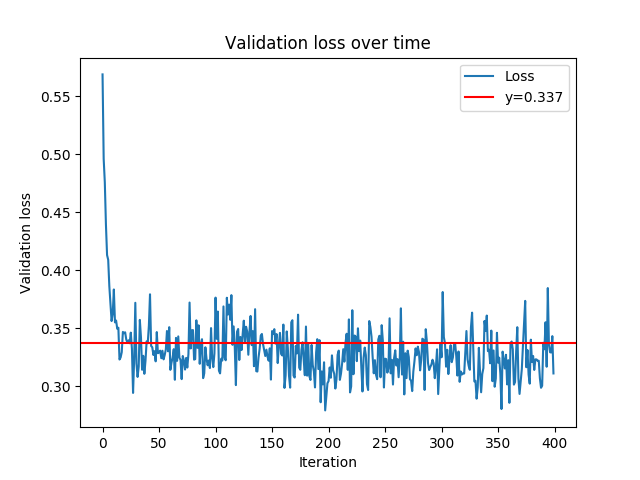 Validation loss over time
Loss
y=0.337
Validation loss
0.55
0.50
0.45
0.40
0.35
0.30
0 50 100 150 200 250 300 350 400
Iteration